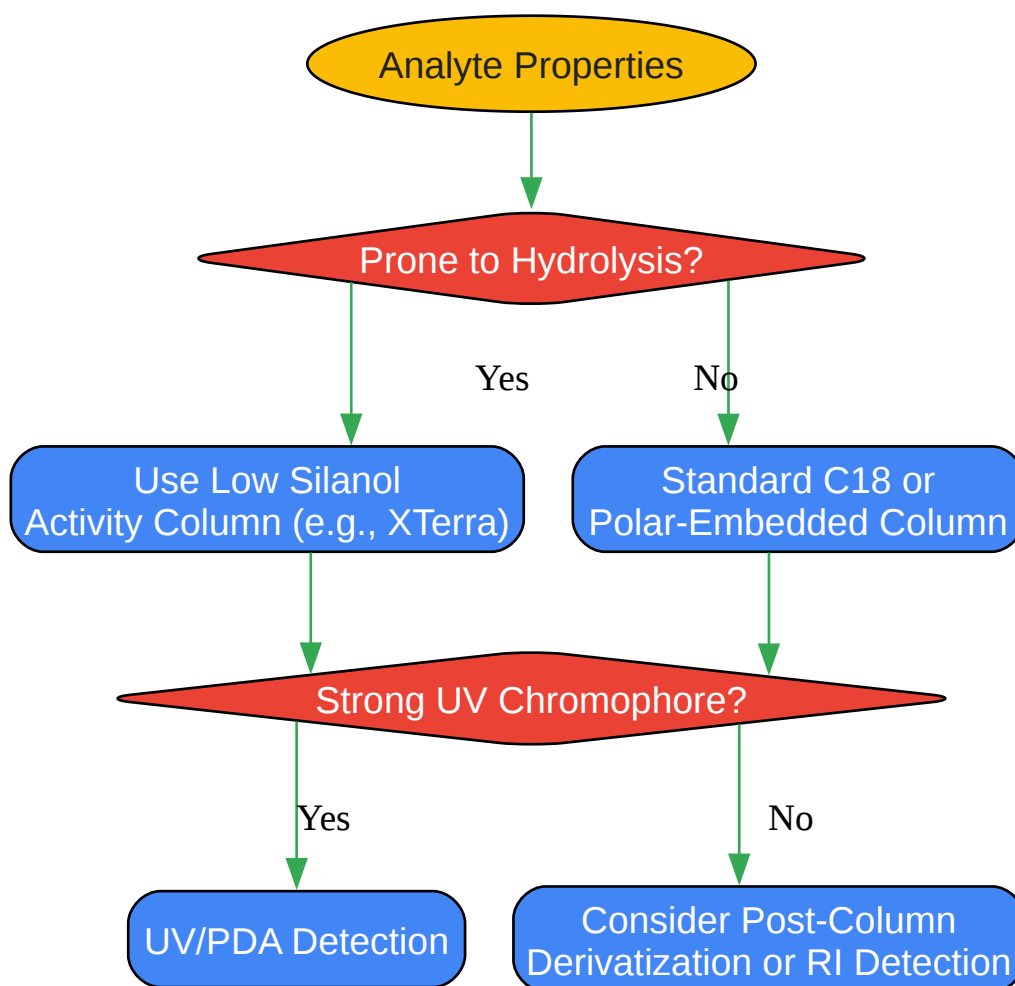 Analyte Properties
Prone to Hydrolysis?
Yes
No
Use Low Silanol
Activity Column (e.g., XTerra)
Standard C18 or
Polar-Embedded Column
Strong UV Chromophore?
Yes
No
UV/PDA Detection
Consider Post-Column
Derivatization or RI Detection